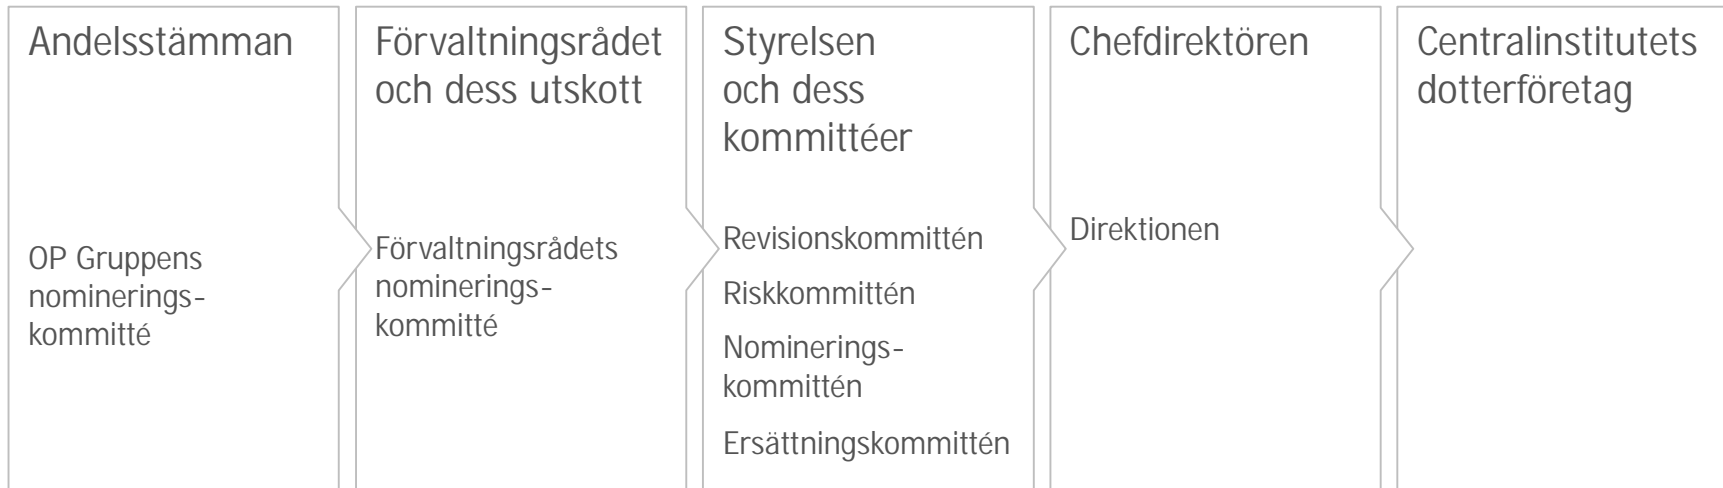 Andelsstämman
OP Gruppens
nominerings-
kommitté
Förvaltningsrådet
och dess utskott
Förvaltningsrådets
nominerings-
kommitté
Styrelsen
och dess
kommittéer
Revisionskommittén
Riskkommittén
Nominerings-
kommittén
Ersättningskommittén
Chefdirektören
Direktionen
Centralinstitutets
dotterföretag